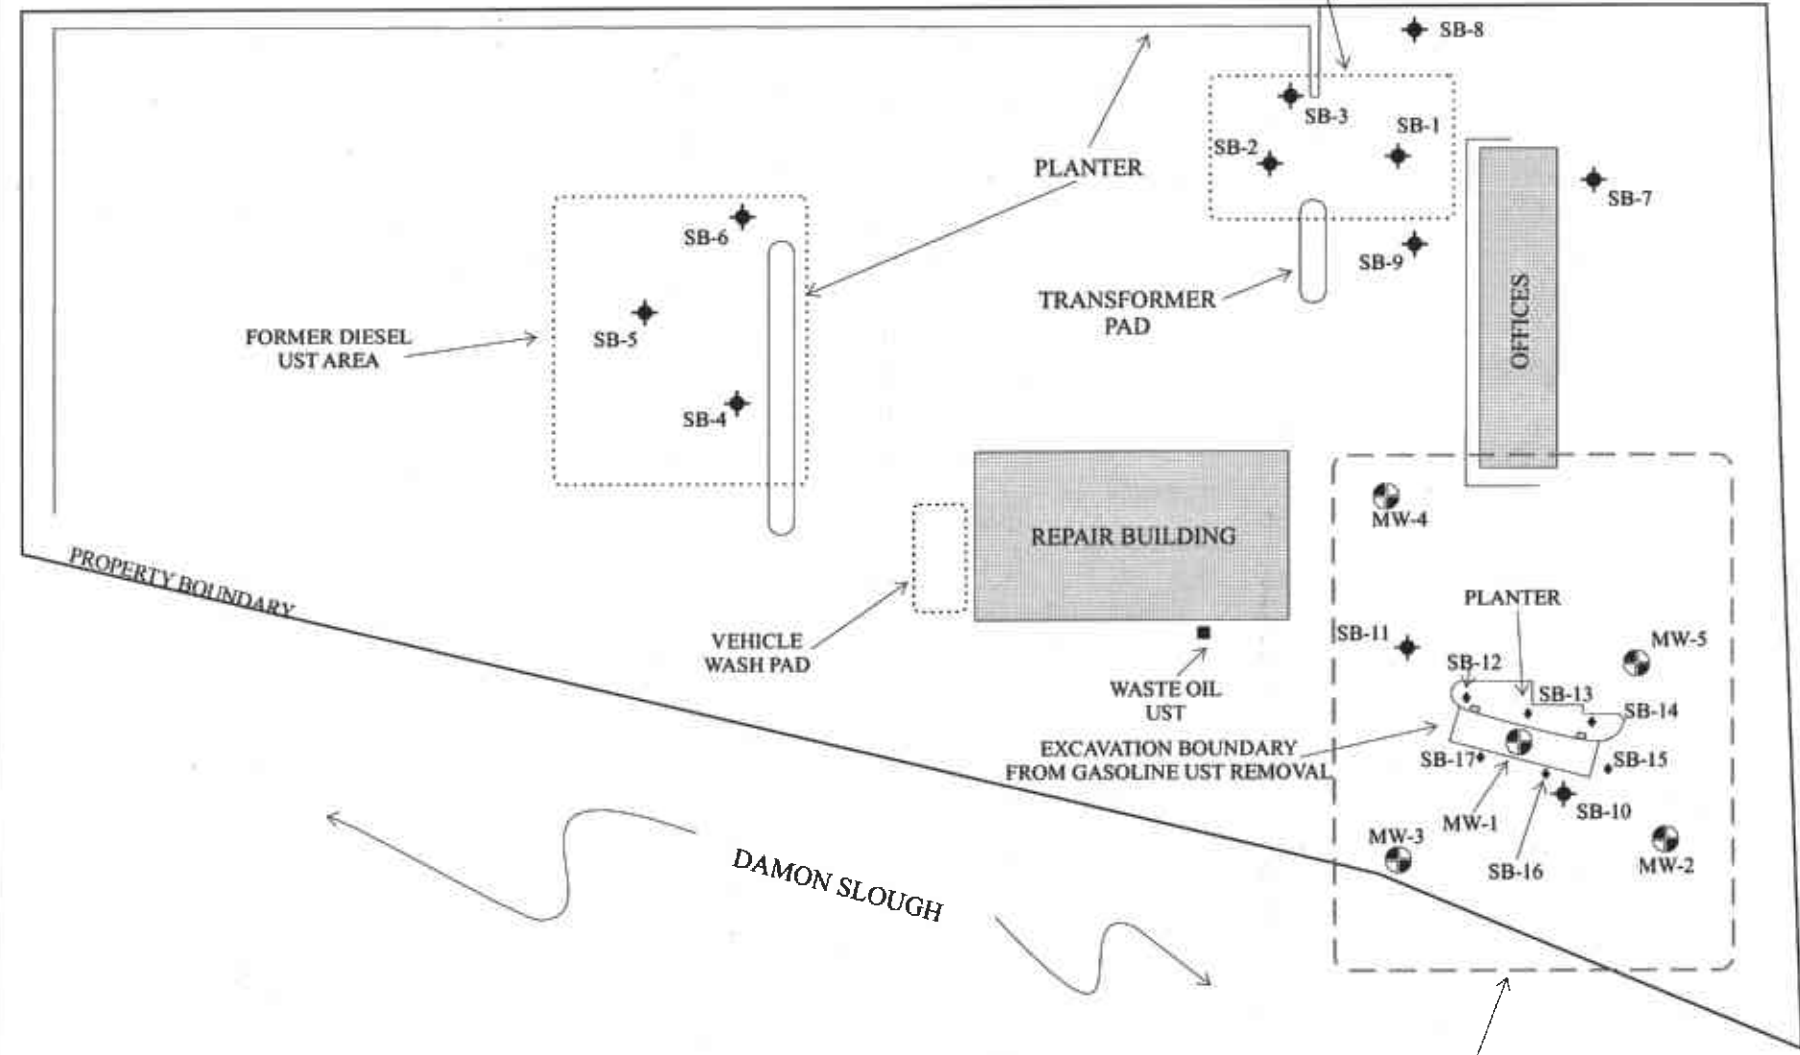 SB-8
SB-3
SB-1
SB-2
PLANTER
SB-7
SB-6
SB-9
TRANSFORMER
PAD
OFFICES
FORMER DIESEL
UST AREA
SB-5
SB-4
MW-4
REPAIR BUILDING
PROPERTY BOUNDARY
PLANTER
VEHICLE
WASH PAD
SB-11
MW-5
SB-12
WASTE OIL
UST
SB-13
SB-14
EXCAVATION BOUNDARY
FROM GASOLINE UST REMOVAL
SB-17
SB-15
SB-10
MW-1
MW-3
SB-16
MW-2
DAMON SLOUGH